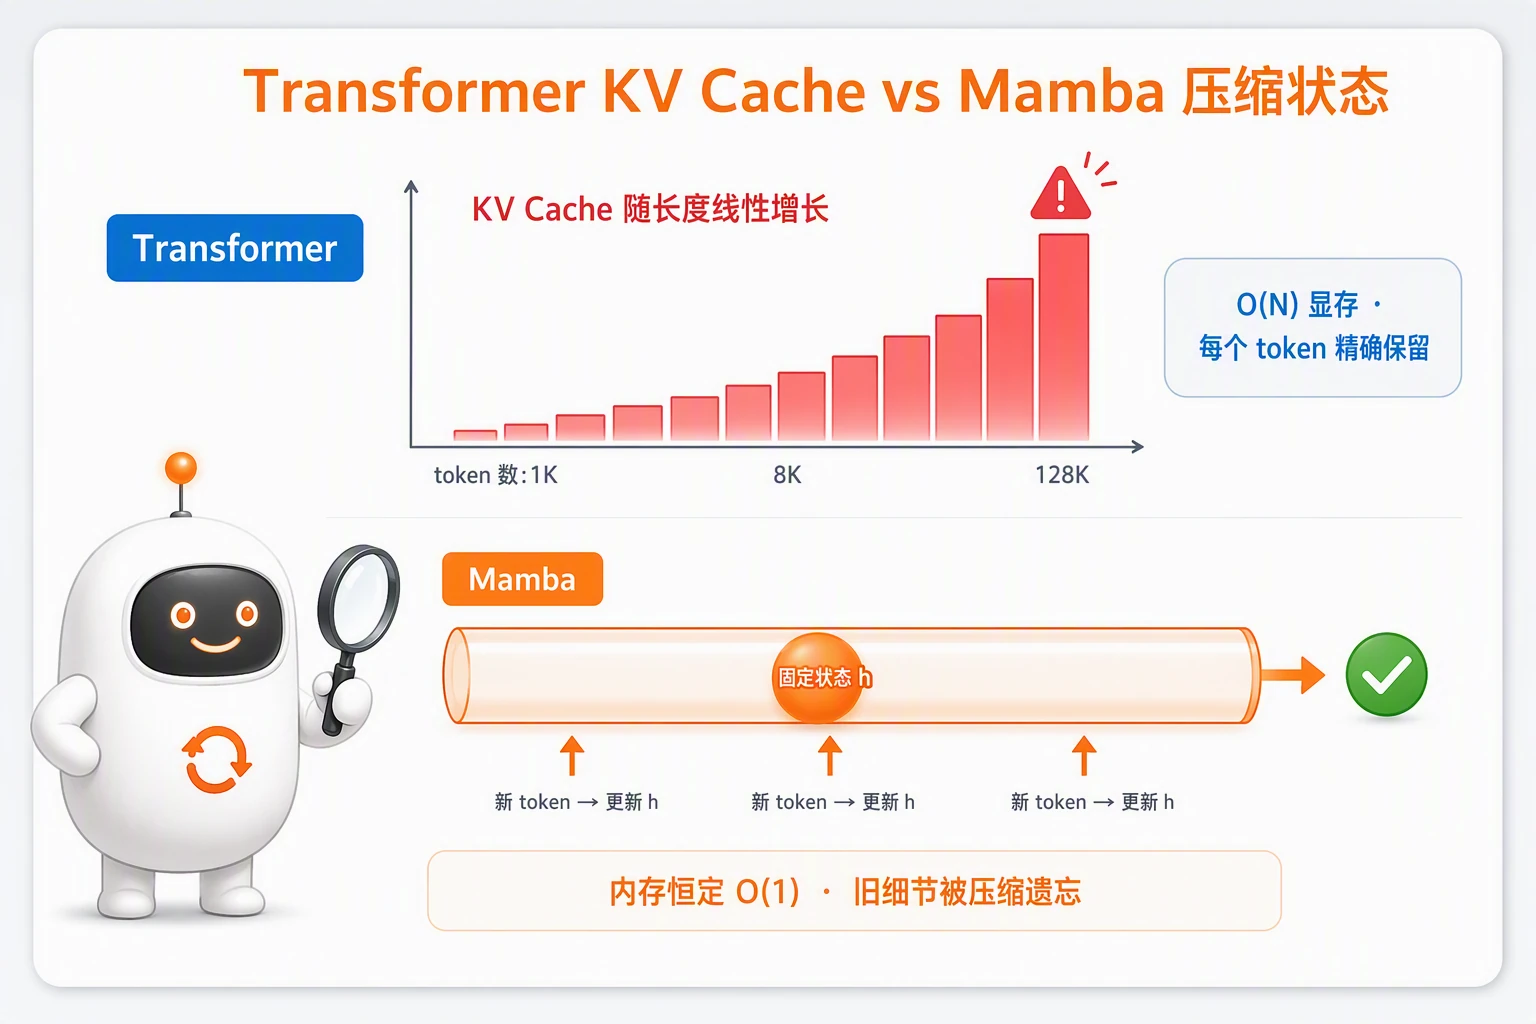 Transformer KV Cache vs Mamba 压缩状态
Transformer
KV Cache 随长度线性增长
O(N) 显存 ·
每个 token 精确保留
token 数:1K
8K
128K
Mamba
固定状态 h
新 token → 更新 h
新 token → 更新 h
新 token → 更新 h
内存恒定 O(1) · 旧细节被压缩遗忘